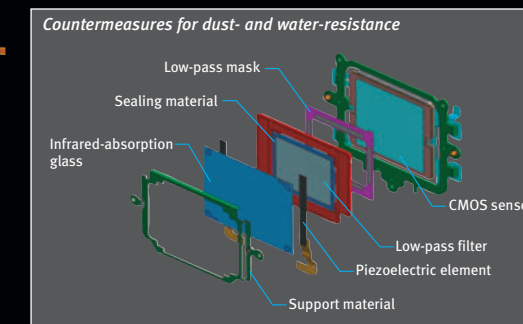 Countermeasures for dust- and water-resistance
Low-pass mask
Sealing material
Infrared-absorption
glass
CMOS sens
Low-pass filter
Piezoelectric element
Support material